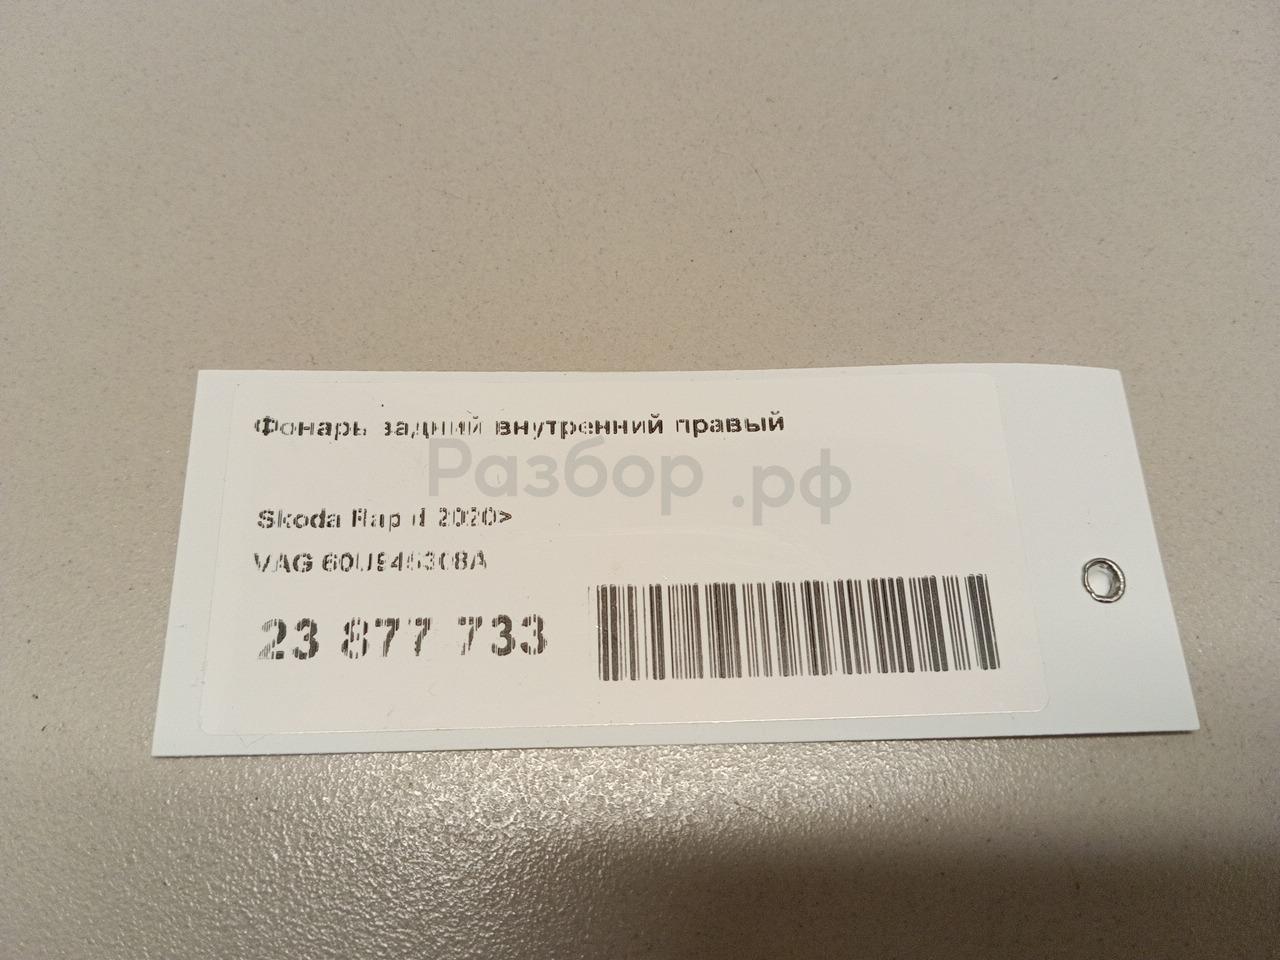 Фонарь задний внутренний правый
Разбор.рф
Skoda Rapid 2020>
VAG 60U945308A
23 877 733